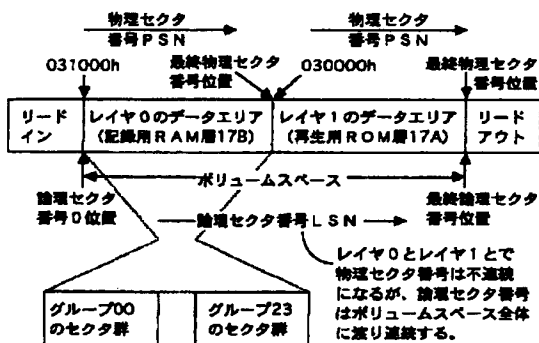 物理セクタ
番号PSN
物理セクタ
番号PSN
031000h
最終物理セクタ
番号位置
030000h
最終物理セクタ
番号位置
リード
イン
レイヤ0のデータエリア
(記録用RAM層17B)
レイヤ1のデータエリア
(再生用ROM層17A)
リード
アウト
論理セクタ
番号0位置
ボリュームスペース
最終論理セクタ
番号位置
論理セクタ番号LSN
レイヤ0とレイヤ1とで
物理セクタ番号は不連続
になるが、論理セクタ番号
はボリュームスペース全体
に渡り連続する。
グループ00
のセクタ群
グループ23
のセクタ群